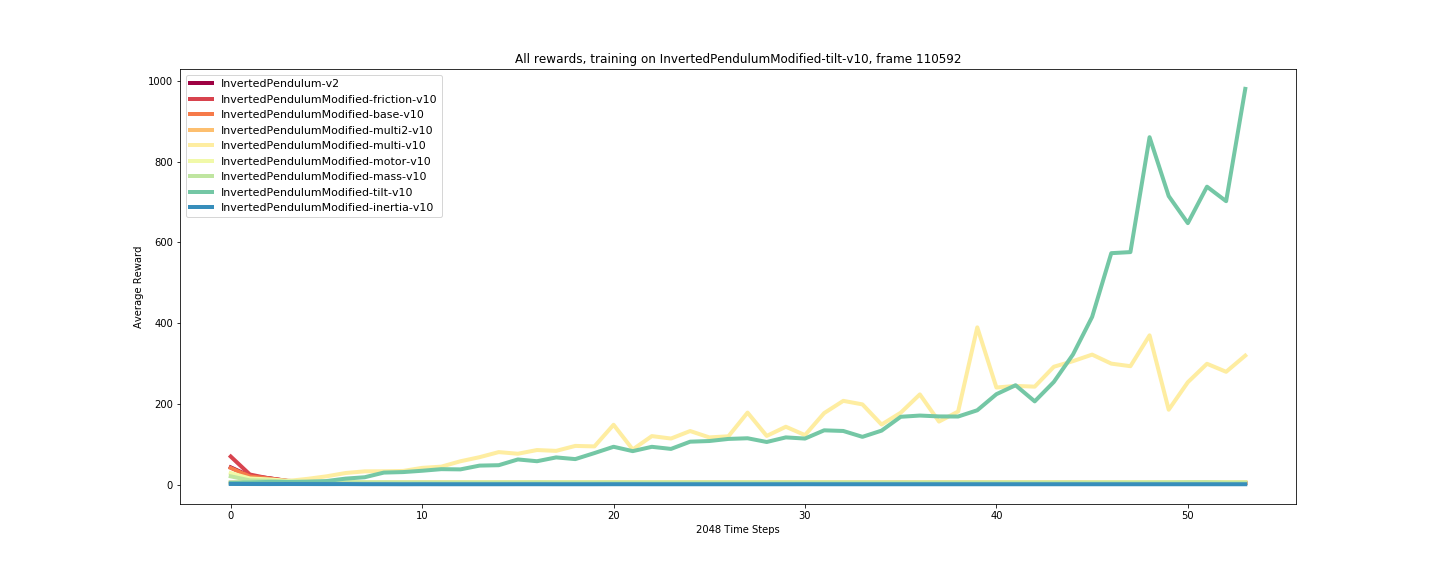 All rewards, training on InvertedPendulumModified-tilt-v10, frame 110592
InvertedPendulum-v2
InvertedPendulumModified-friction-v10
InvertedPendulumModified-base-v10
InvertedPendulumModified-multi2-v10
InvertedPendulumModified-multi-v10
InvertedPendulumModified-motor-v10
InvertedPendulumModified-mass-v10
InvertedPendulumModified-tilt-v10
InvertedPendulumModified-inertia-v10
Average Reward
1000
800
600
400
200
0
0 10 20 30 40 50
2048 Time Steps